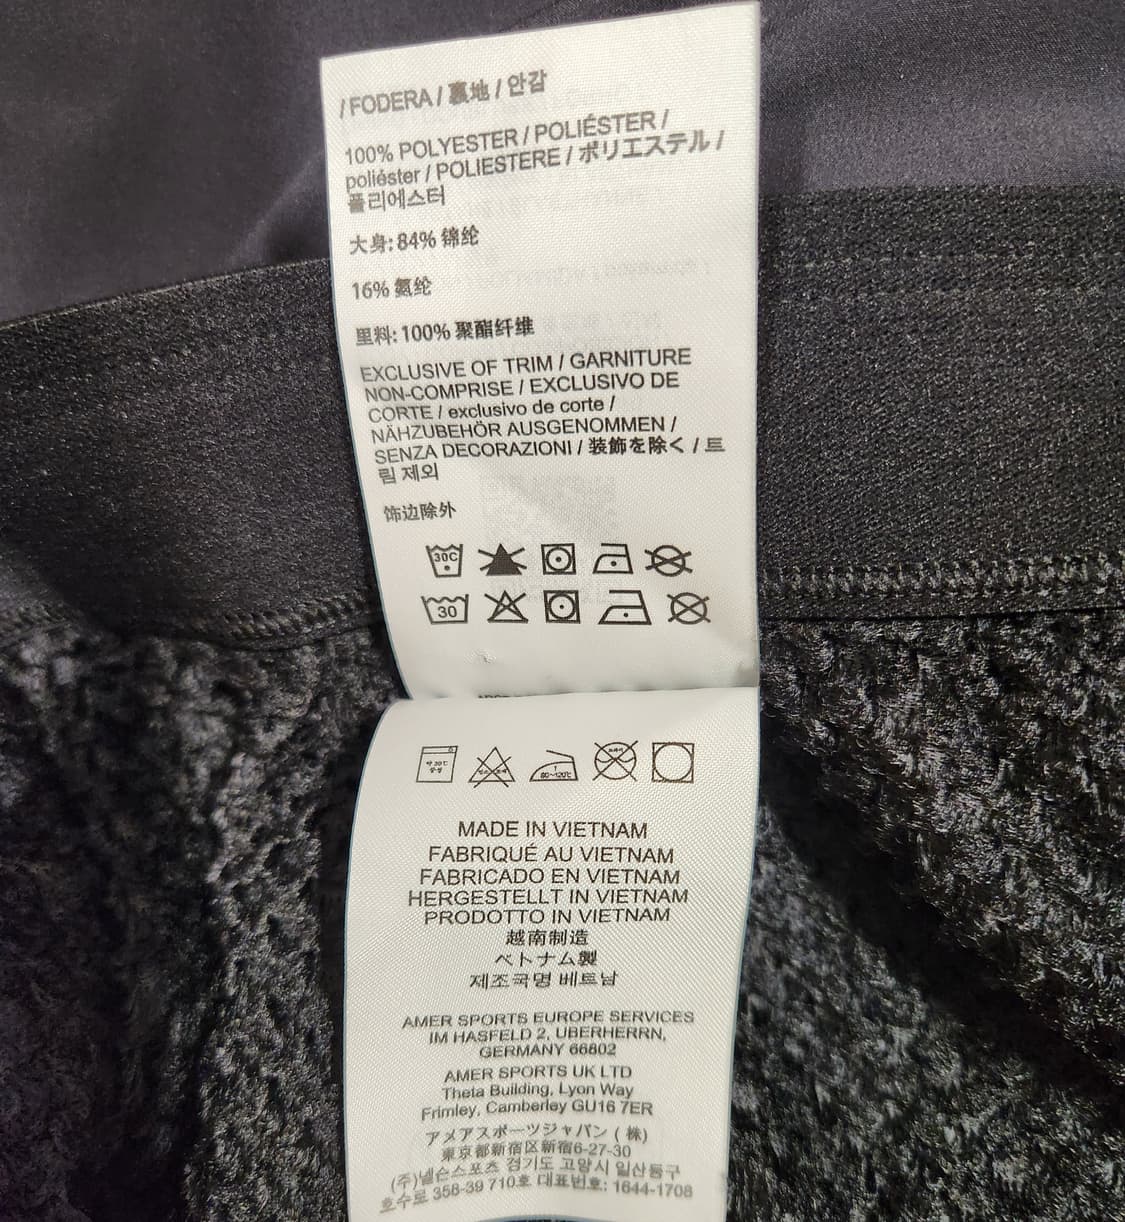 / FODERA / 裏地 / 안감
100% POLYESTER / POLIÉSTER /
poliéster / POLIESTERE / ポリエステル /
폴리에스터
大身: 84% 锦纶
16% 氨纶
里料: 100% 聚酯纤维
EXCLUSIVE OF TRIM / GARNITURE
NON-COMPRISE / EXCLUSIVO DE
CORTE / exclusivo de corte /
NÄHZUBEHÖR AUSGENOMMEN /
SENZA DECORAZIONI / 装飾を除く / 트
림 제외
饰边除外
30C
30
80~120℃
MADE IN VIETNAM
FABRIQUÉ AU VIETNAM
FABRICADO EN VIETNAM
HERGESTELLT IN VIETNAM
PRODOTTO IN VIETNAM
越南制造
ベトナム製
제조국명 베트남
AMER SPORTS EUROPE SERVICES
IM HASFELD 2, UBERHERRN,
GERMANY 66802
AMER SPORTS UK LTD
Theta Building, Lyon Way
Frimley, Camberley GU16 7ER
アメアスポーツジャパン ( 株)
東京都新宿区新宿6-27-30
(주)넬슨스포츠 경기도 고양시 일산동구
호수로 358-39 710호 대표번호: 1644-1708